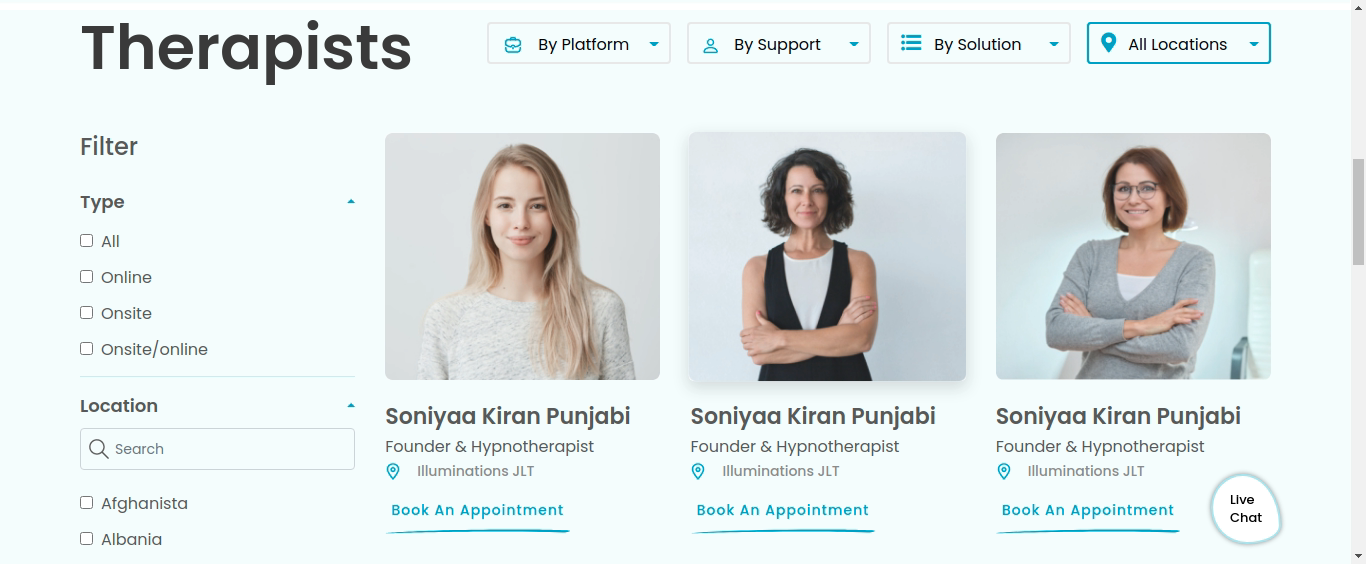 Therapists
By Platform
By Support
By Solution
All Locations
Filter
Type
All
Online
Onsite
Onsite/online
Location
Search
Afghanista
Albania
Soniyaa Kiran Punjabi
Founder & Hypnotherapist
Illuminations JLT
Book An Appointment
Soniyaa Kiran Punjabi
Founder & Hypnotherapist
Illuminations JLT
Book An Appointment
Soniyaa Kiran Punjabi
Founder & Hypnotherapist
Illuminations JLT
Book An Appointment
Live
Chat